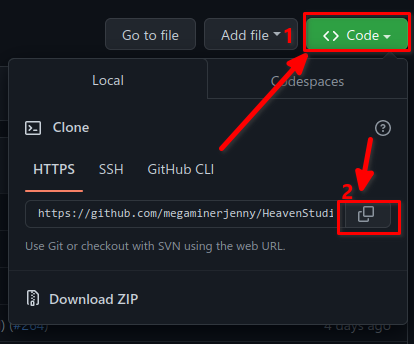 Go to file Add file 1 <> Code
Local Codespaces
Clone ?
HTTPS SSH GitHub CLI
2
https://github.com/megaminerjenny/HeavenStudi
Use Git or checkout with SVN using the web URL.
Download ZIP
) (#264) 4 days ago